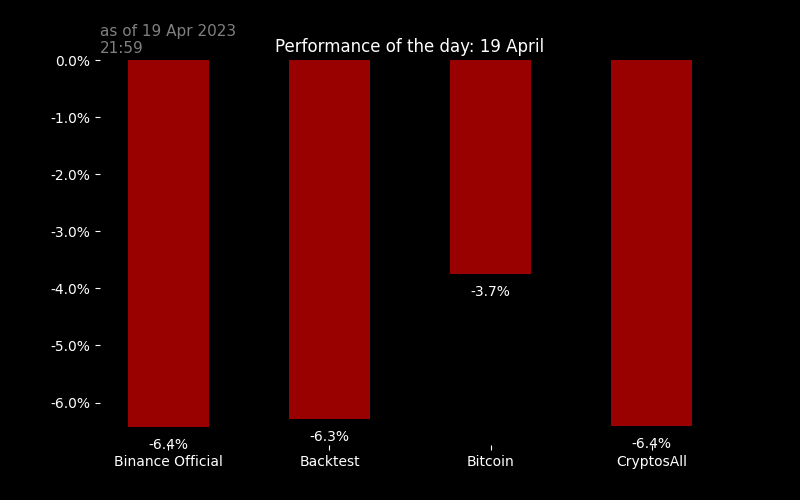 as of 19 Apr 2023
21:59
Performance of the day: 19 April
0.0%
-1.0%
-2.0%
-3.0%
-4.0%
-5.0%
-6.0%
-6.4%
-6.3%
-3.7%
-6.4%
Binance Official
Backtest
Bitcoin
CryptosAll